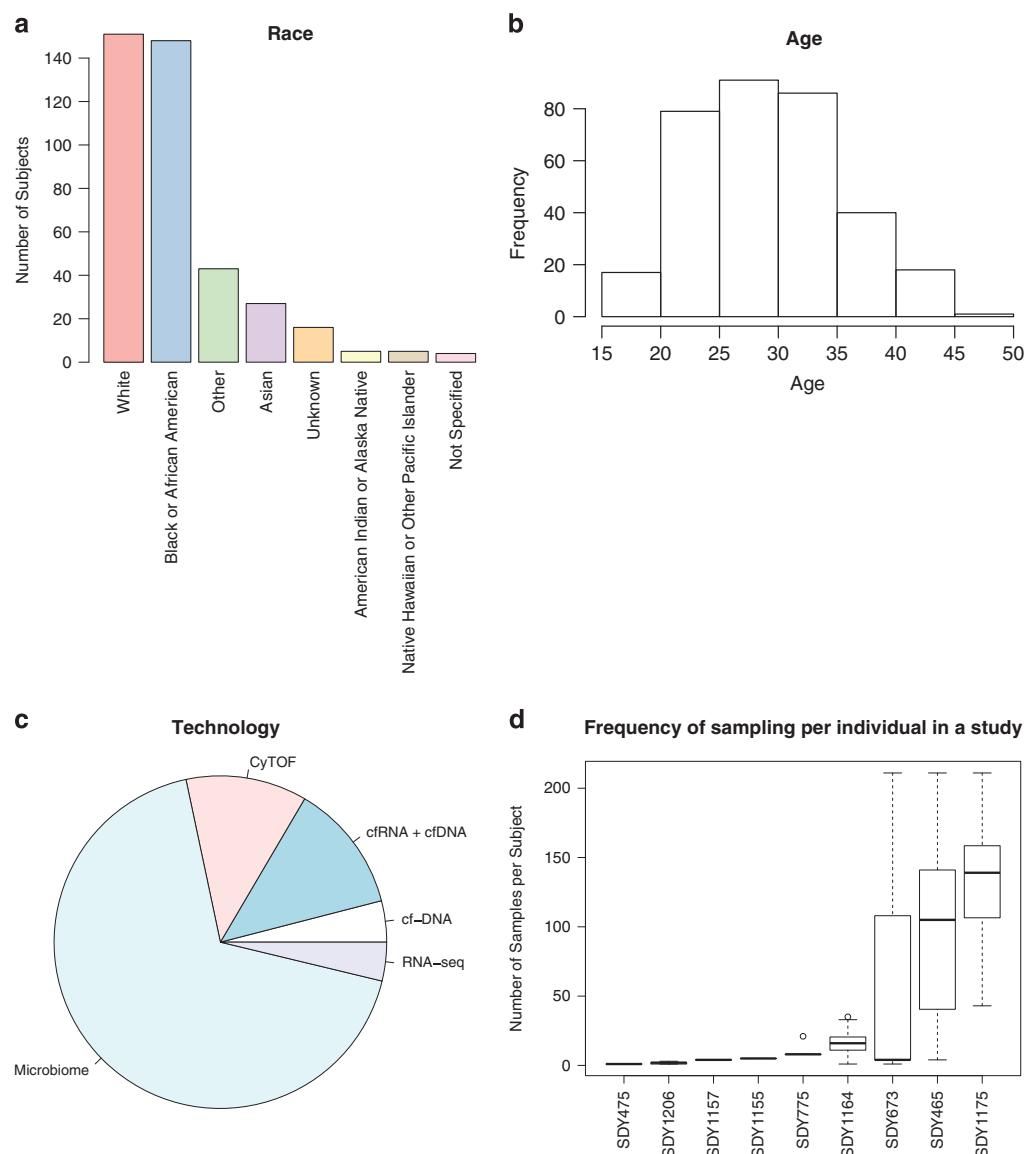 a
Race
Number of Subjects
140
120
100
80
60
40
20
0
White
Black or African American
Other
Asian
Unknown
American Indian or Alaska Native
Native Hawaiian or Other Pacific Islander
Not Specified
b
Age
Frequency
80
60
40
20
0
15 20 25 30 35 40 45 50
Age
c
Technology
CyTOF
cfRNA + cfDNA
cf–DNA
RNA–seq
Microbiome
d
Frequency of sampling per individual in a study
Number of Samples per Subject
200
150
100
50
0
SDY475
SDY1206
SDY1157
SDY1155
SDY775
SDY1164
SDY673
SDY465
SDY1175